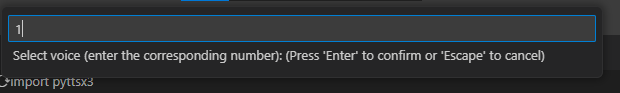 1
Select voice (enter the corresponding number): (Press 'Enter' to confirm or 'Escape' to cancel)
import pyttsx3